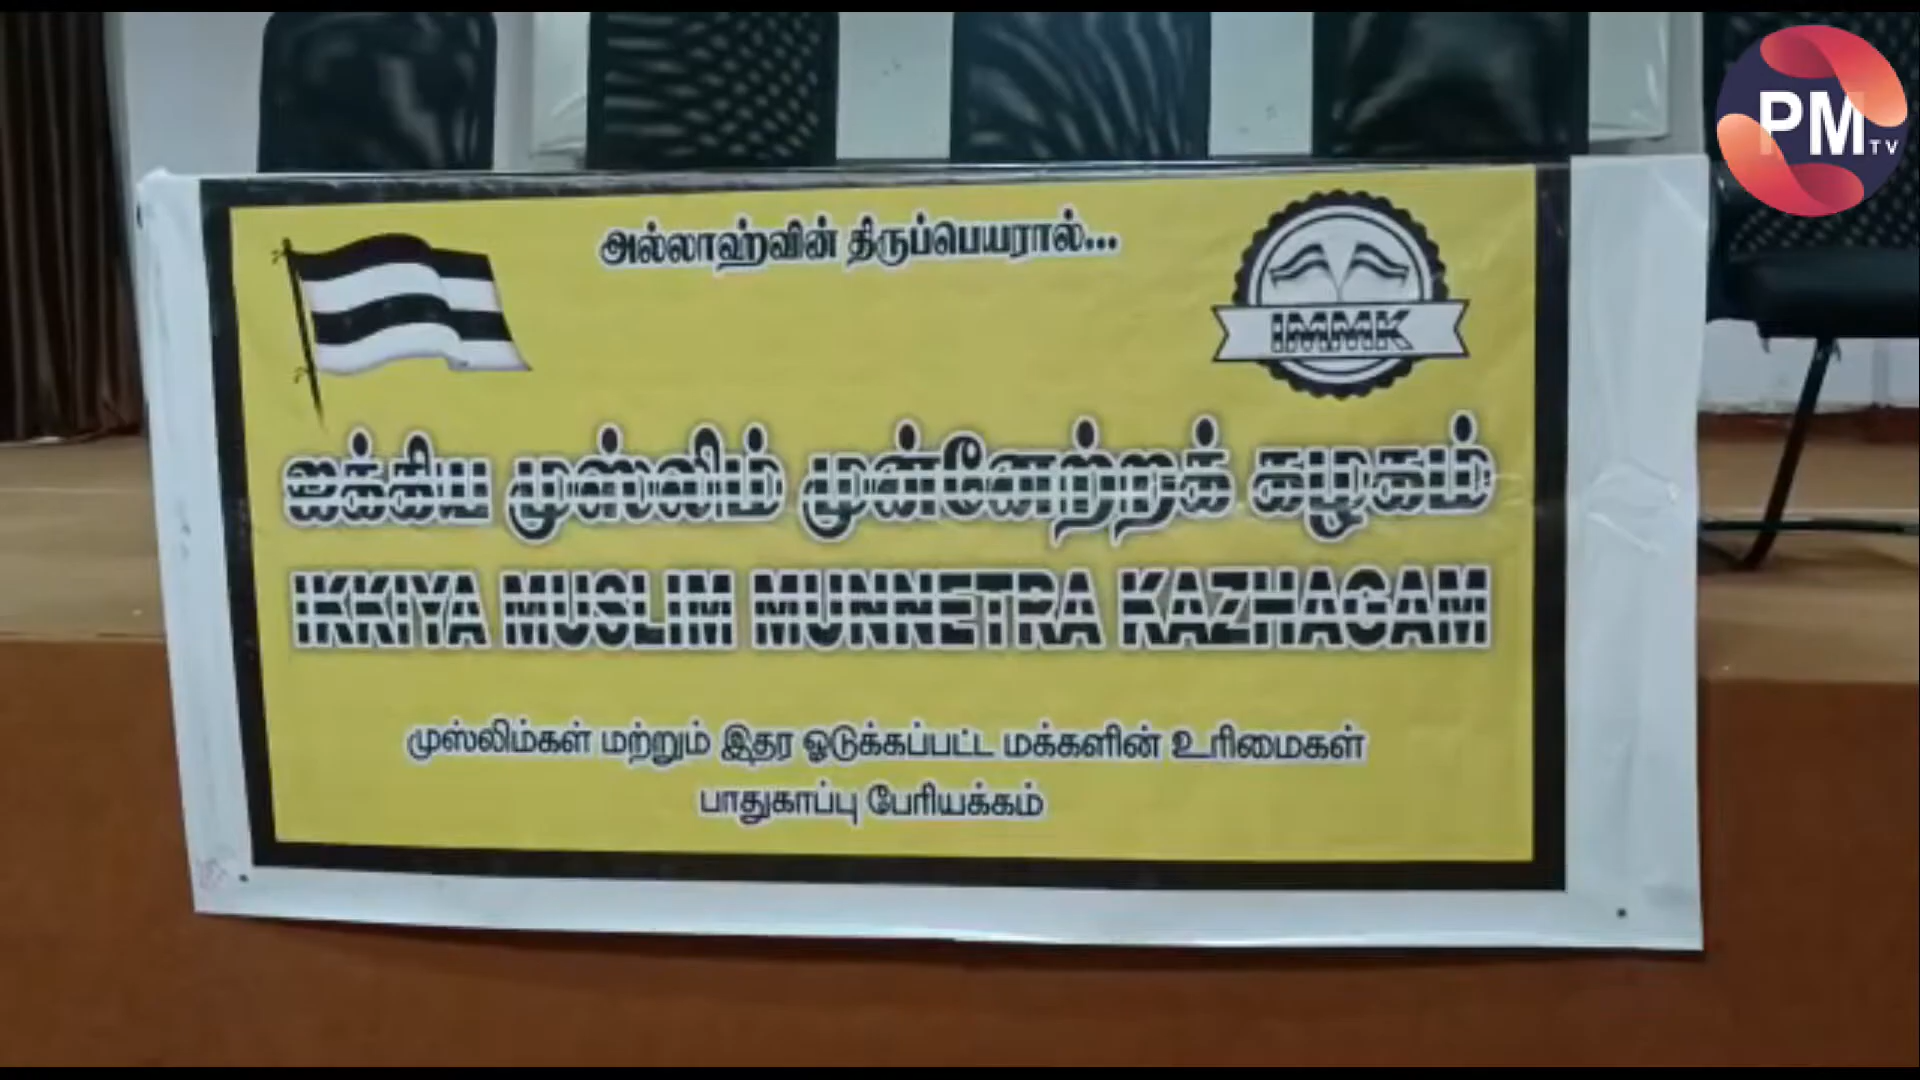 PM TV
அல்லாஹ்வின் திருப்பெயரால்...
IMMK
ஐக்கிய முஸ்லிம் முன்னேற்றக் கழகம்
IKKIYA MUSLIM MUNNETRA KAZHAGAM
முஸ்லிம்கள் மற்றும் இதர ஓடுக்கப்பட்ட மக்களின் உரிமைகள்
பாதுகாப்பு பேரியக்கம்